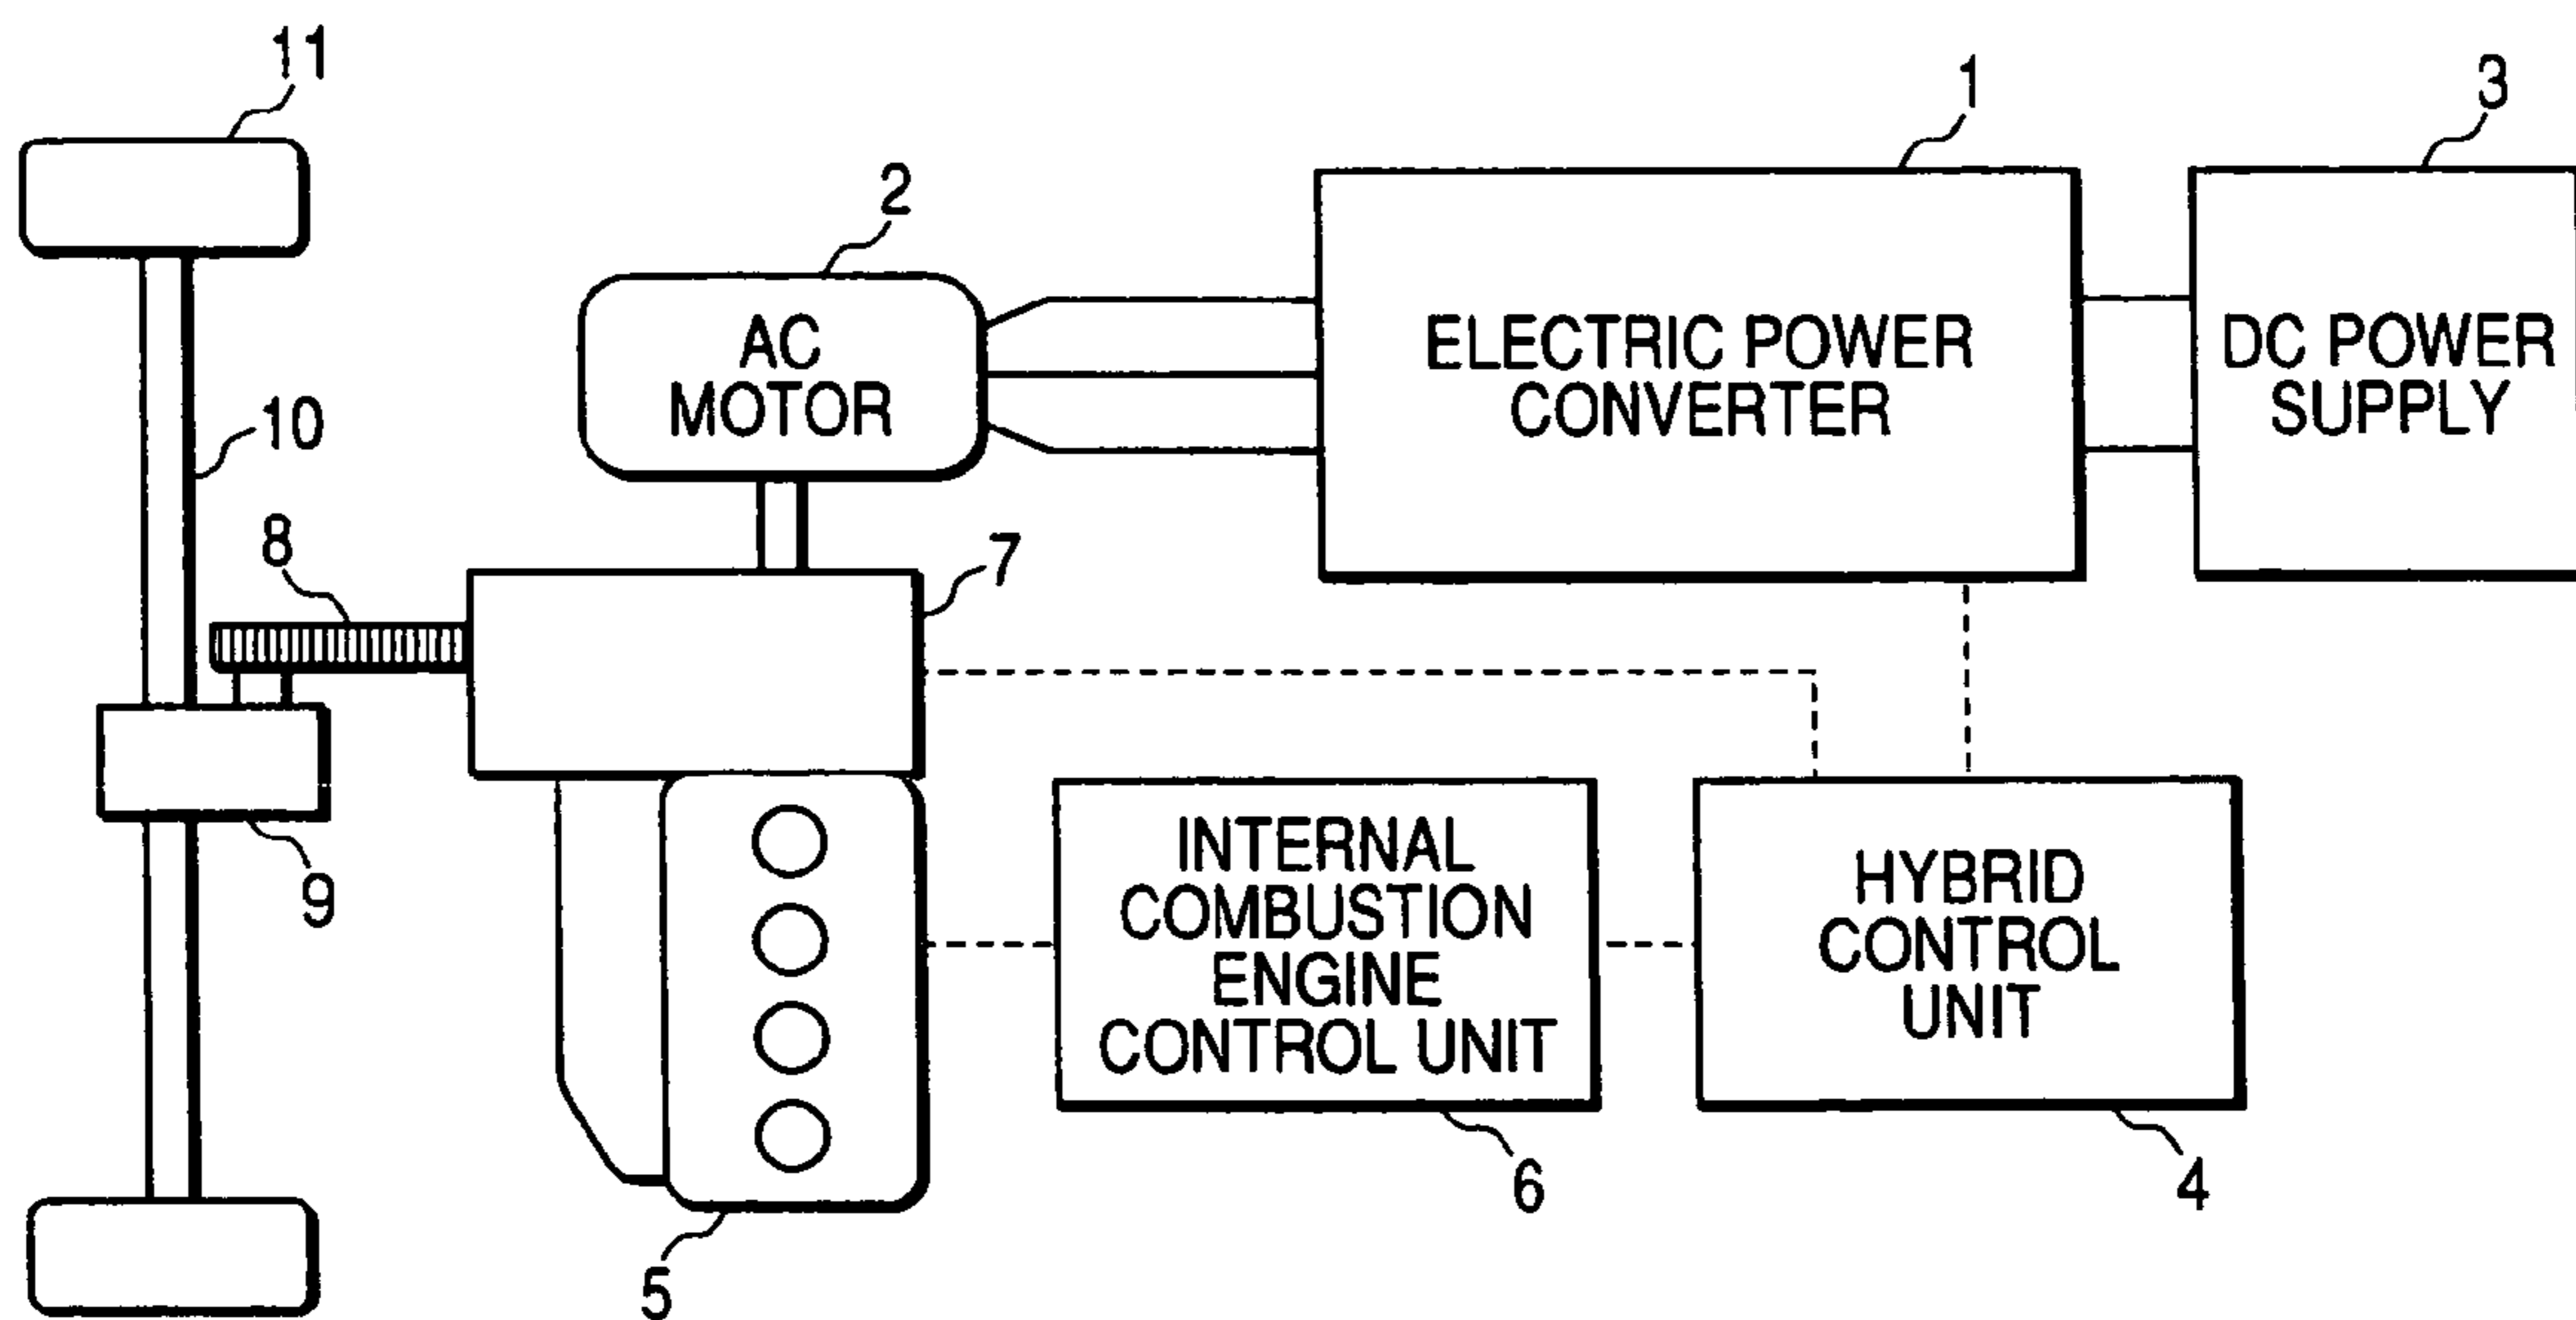 11
1
3
2
AC
MOTOR
ELECTRIC POWER
CONVERTER
DC POWER
SUPPLY
10
8
7
9
INTERNAL
COMBUSTION
ENGINE
CONTROL UNIT
HYBRID
CONTROL
UNIT
6
4
5